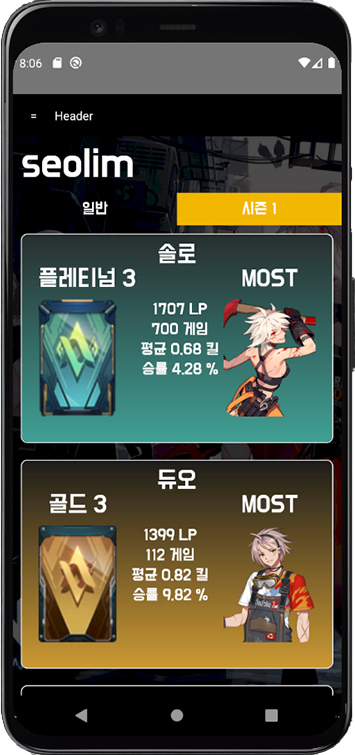 8:06
Header
seolim
일반
시즌 1
솔로
플레티넘 3
MOST
1707 LP
700 게임
평균 0.68 킬
승률 4.28 %
듀오
골드 3
MOST
1399 LP
112 게임
평균 0.82 킬
승률 9.82 %